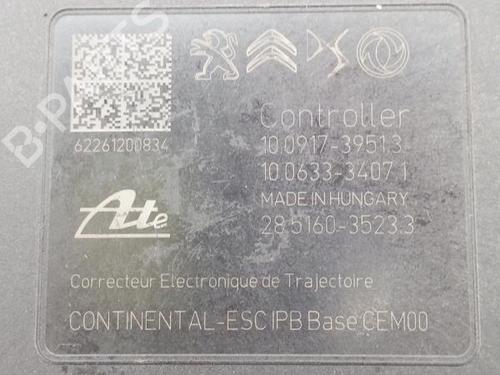 B-PARTS
62261200834
Controller
10.0917-3951.3
10.0633-3407.1
MADE IN HUNGARY
28.5160-3523.3
Ate
Correcteur Electronique de Trajectoire
CONTINENTAL-ESC IPB Base CEM00